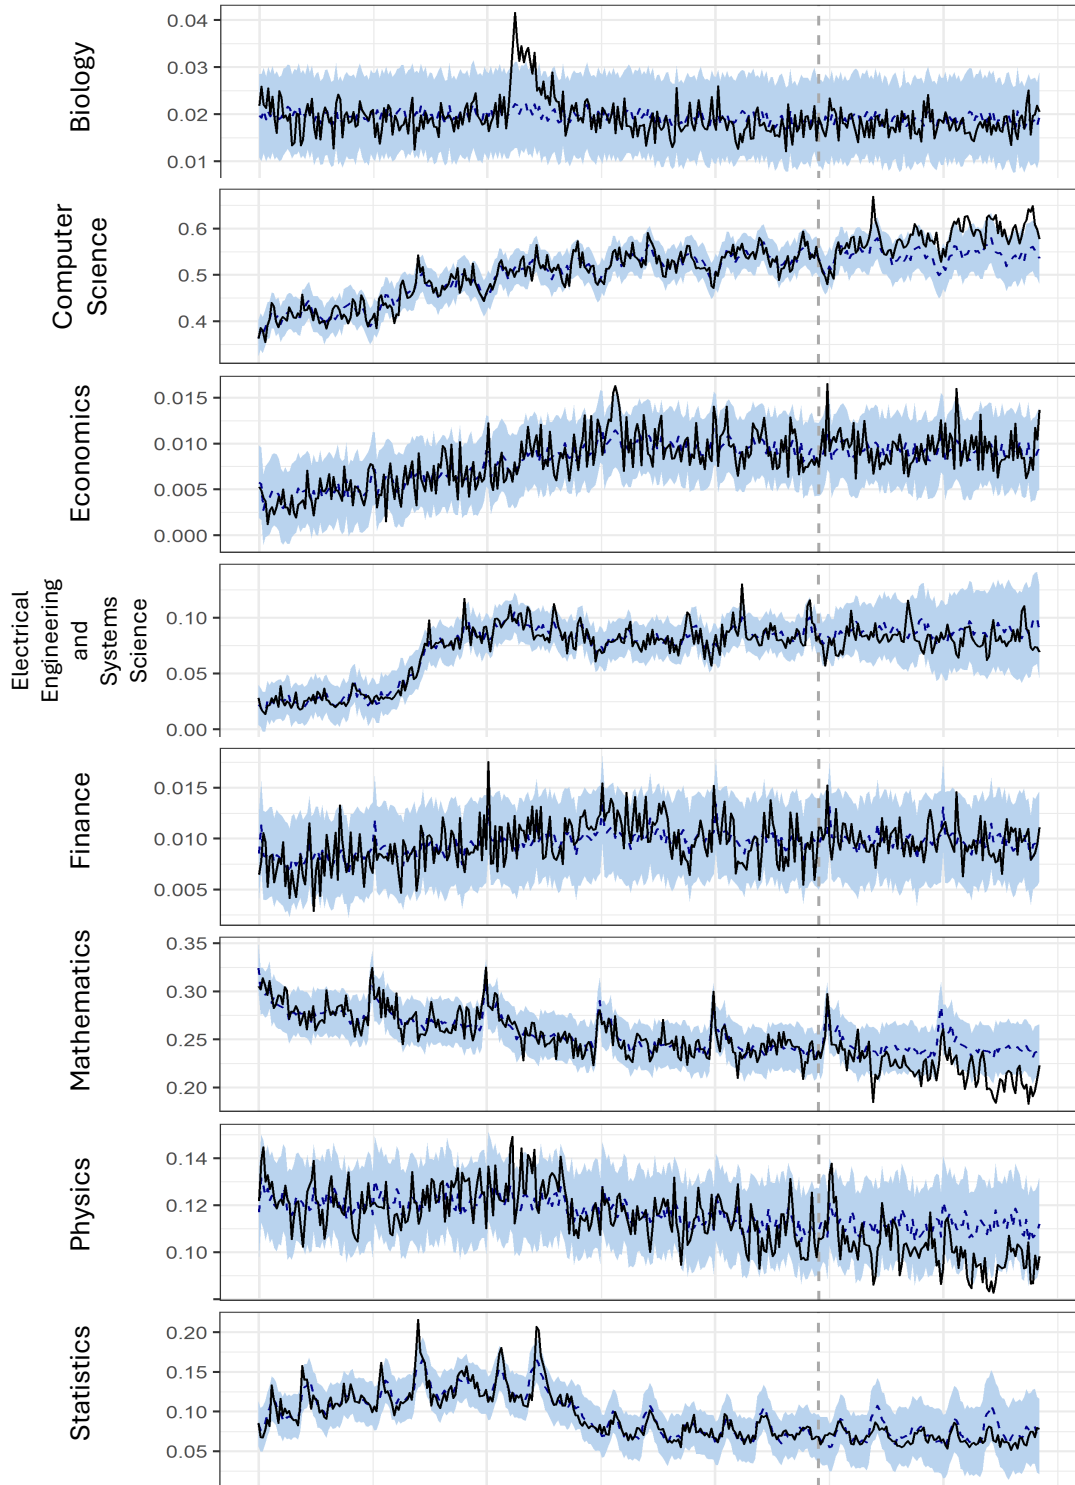 Biology
0.04
0.03
0.02
0.01
Computer
Science
0.6
0.5
0.4
Economics
0.015
0.010
0.005
0.000
Electrical
Engineering
and
Systems
Science
0.10
0.05
0.00
Finance
0.015
0.010
0.005
Mathematics
0.35
0.30
0.25
0.20
Physics
0.14
0.12
0.10
Statistics
0.20
0.15
0.10
0.05